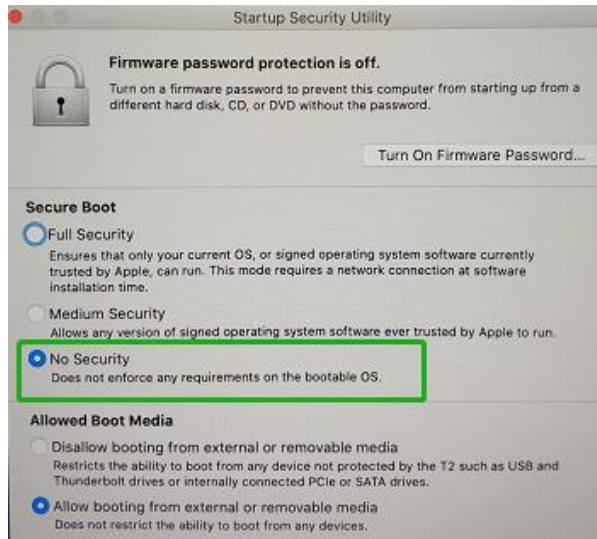 Startup Security Utility
Firmware password protection is off.
Turn on a firmware password to prevent this computer from starting up from a
different hard disk, CD, or DVD without the password.
Turn On Firmware Password...
Secure Boot
Full Security
Ensures that only your current OS, or signed operating system software currently
trusted by Apple, can run. This mode requires a network connection at software
installation time.
Medium Security
Allows any version of signed operating system software ever trusted by Apple to run.
No Security
Does not enforce any requirements on the bootable OS.
Allowed Boot Media
Disallow booting from external or removable media
Restricts the ability to boot from any device not protected by the T2 such as USB and
Thunderbolt drives or internally connected PCIe or SATA drives.
Allow booting from external or removable media
Does not restrict the ability to boot from any devices.